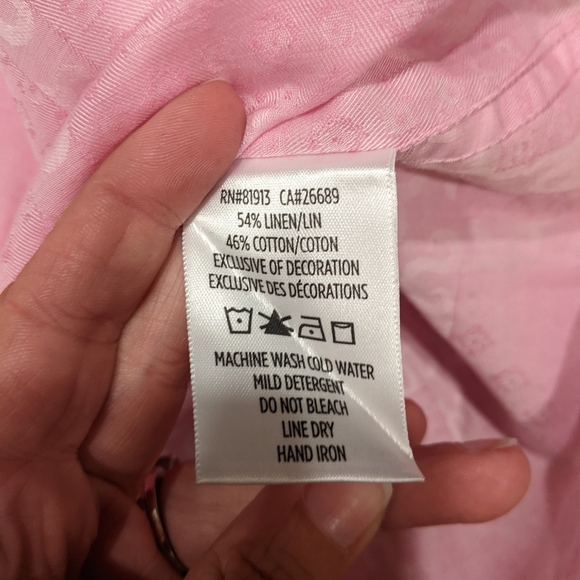 RN#81913 CA#26689
54% LINEN/LIN
46% COTTON/COTON
EXCLUSIVE OF DECORATION
EXCLUSIVE DES DÉCORATIONS
MACHINE WASH COLD WATER
MILD DETERGENT
DO NOT BLEACH
LINE DRY
HAND IRON